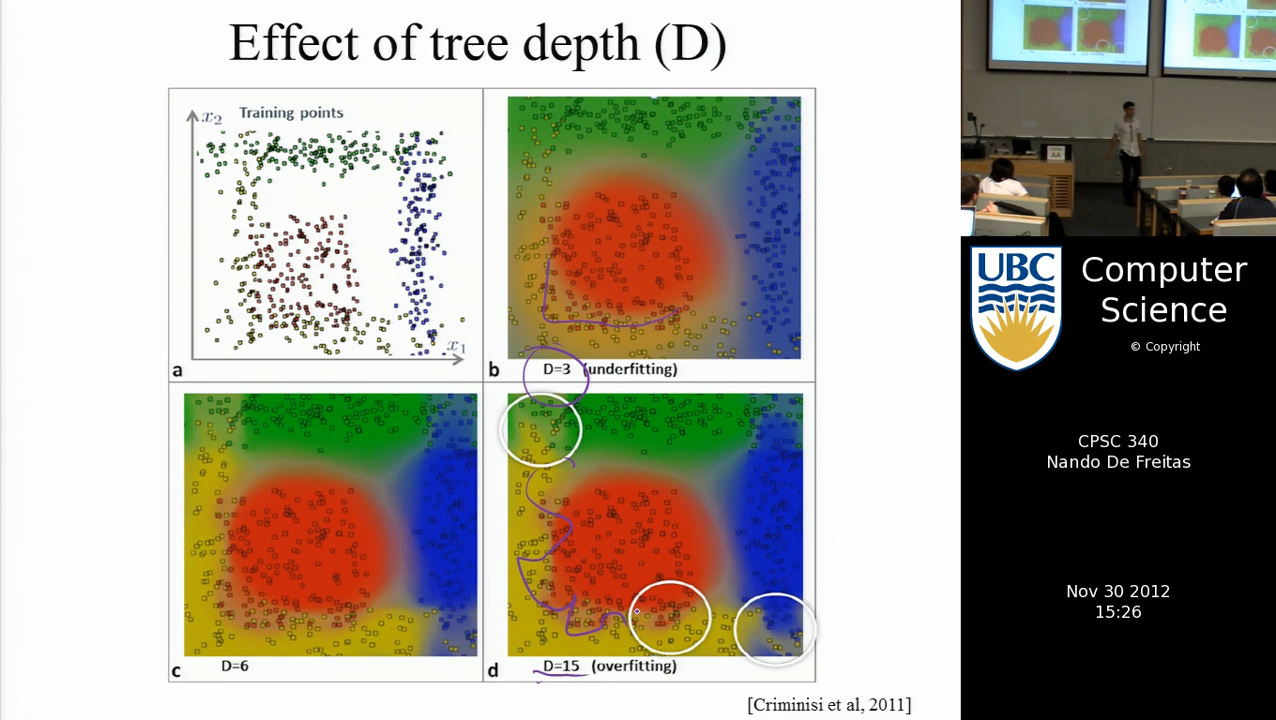 Effect of tree depth (D)
x2
Training points
x1
a
b
D=3 (underfitting)
c
D=6
d
D=15 (overfitting)
[Criminisi et al, 2011]
AA
UBC
Computer
Science
© Copyright
CPSC 340
Nando De Freitas
Nov 30 2012
15:26